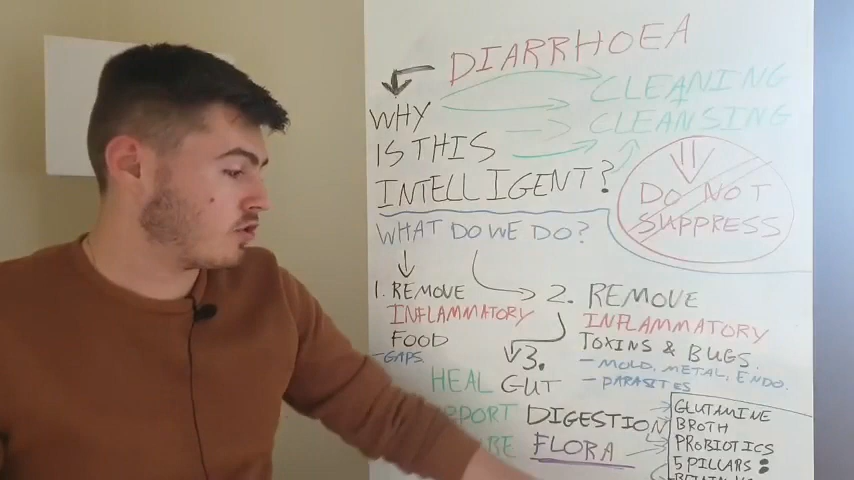 DIARRHOEA
WHY
IS THIS
INTELLIGENT?
CLEANING
CLEANSING
DO NOT
SUPPRESS
WHAT DO WE DO?
1. REMOVE
INFLAMMATORY
FOOD
- GAPS
2. REMOVE
INFLAMMATORY
TOXINS & BUGS.
- MOLD, METAL, ENDO.
- PARASITES
3.
HEAL GUT
DIGESTION
FLORA
GLUTAMINE
BROTH
PROBIOTICS
5 PILLARS :